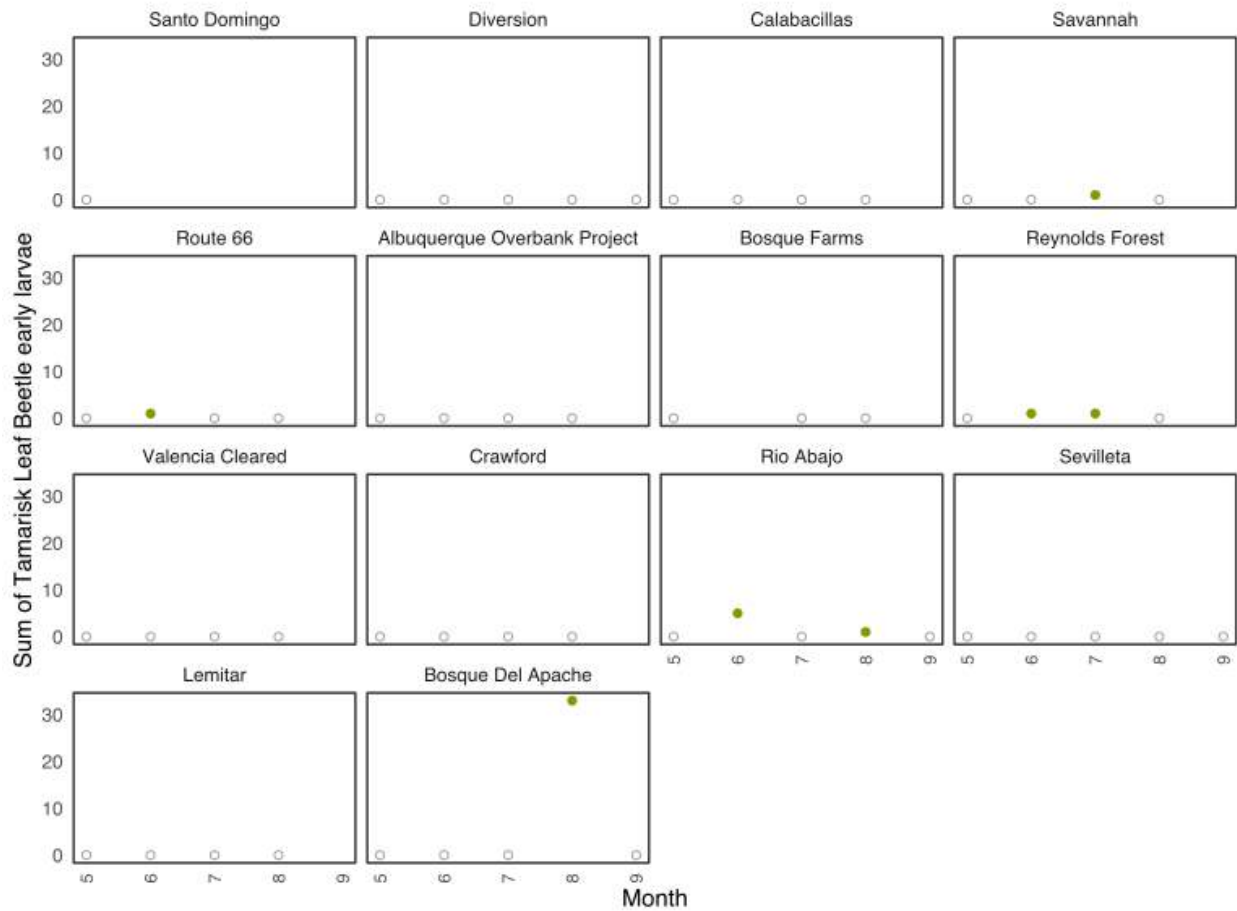 Santo Domingo
Diversion
Calabacillas
Savannah
30
20
10
0
Route 66
Albuquerque Overbank Project
Bosque Farms
Reynolds Forest
30
20
10
0
Valencia Cleared
Crawford
Rio Abajo
Sevilleta
30
20
10
0
5 6 7 8 9
5 6 7 8 9
Lemitar
Bosque Del Apache
30
20
10
0
5 6 7 8 9
5 6 7 8 9
Sum of Tamarisk Leaf Beetle early larvae
Month